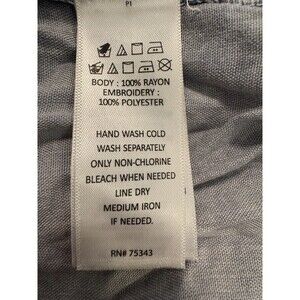 PI
BODY : 100% RAYON
EMBROIDERY :
100% POLYESTER
HAND WASH COLD
WASH SEPARATELY
ONLY NON-CHLORINE
BLEACH WHEN NEEDED
LINE DRY
MEDIUM IRON
IF NEEDED.
RN# 75343